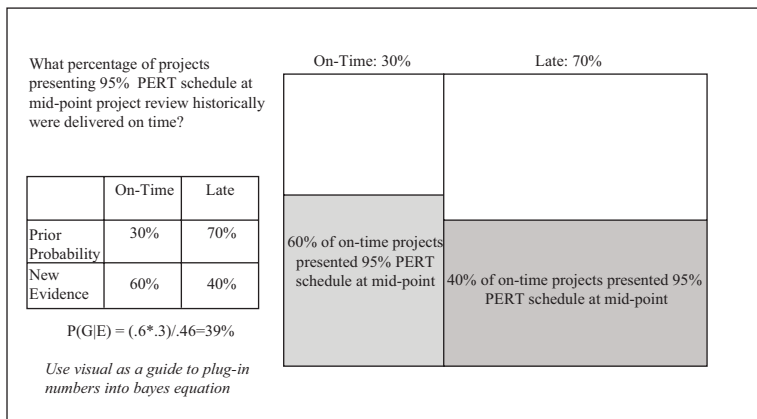 What percentage of projects
presenting 95% PERT schedule at
mid-point project review historically
were delivered on time?
On-Time Late
Prior Probability 30% 70%
New Evidence 60% 40%
P(G|E) = (.6*.3)/.46=39%
Use visual as a guide to plug-in
numbers into bayes equation
On-Time: 30% Late: 70%
60% of on-time projects
presented 95% PERT
schedule at mid-point
40% of on-time projects presented 95%
PERT schedule at mid-point